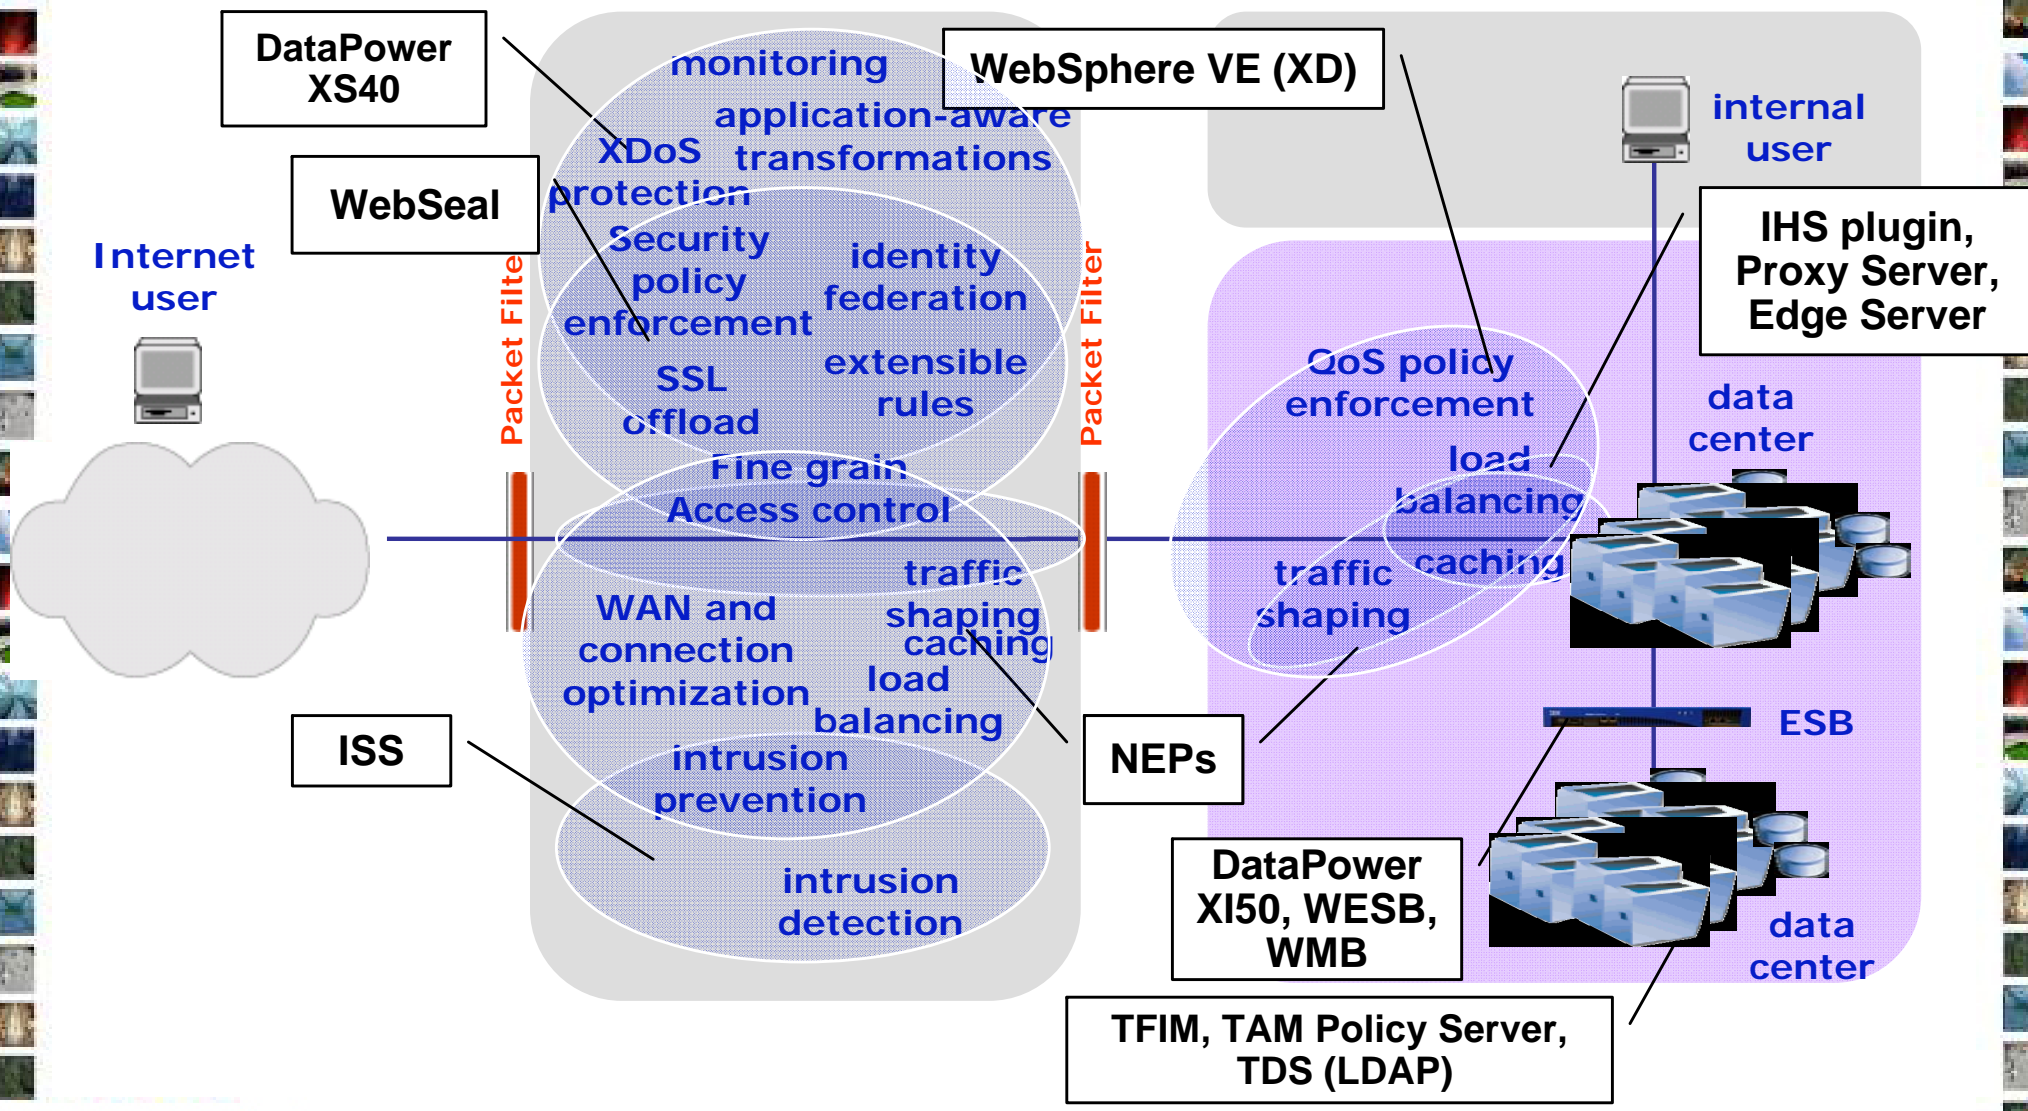 DataPower
XS40
WebSeal
Internet
user
Packet Filte
monitoring
application-aware
transformations
XDoS
protection
Security
policy
enforcement
identity
federation
SSL
offload
extensible
rules
Fine grain
Access control
traffic
shaping
caching
WAN and
connection
optimization
load
balancing
intrusion
prevention
intrusion
detection
ISS
Packet Filter
WebSphere VE (XD)
internal
user
IHS plugin,
Proxy Server,
Edge Server
QoS policy
enforcement
load
balancing
caching
traffic
shaping
data
center
NEPs
ESB
DataPower
XI50, WESB,
WMB
data
center
TFIM, TAM Policy Server,
TDS (LDAP)